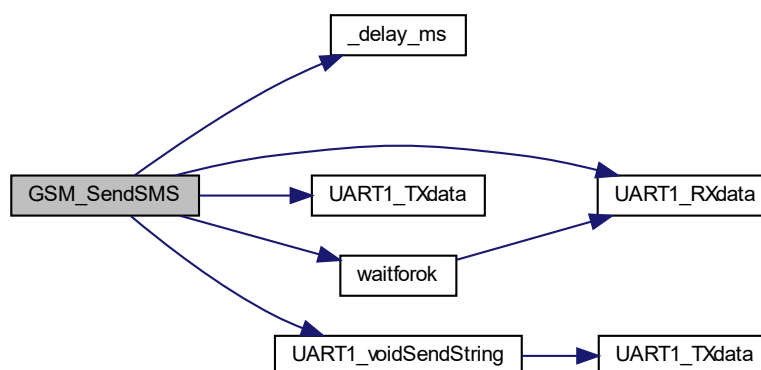 _delay_ms
GSM_SendSMS
UART1_TXdata
UART1_RXdata
waitforok
UART1_voidSendString
UART1_TXdata